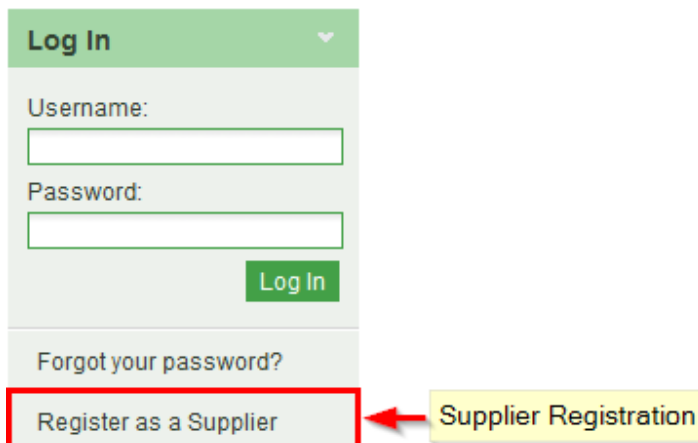 Log In
Username:
Password:
Log In
Forgot your password?
Register as a Supplier
Supplier Registration